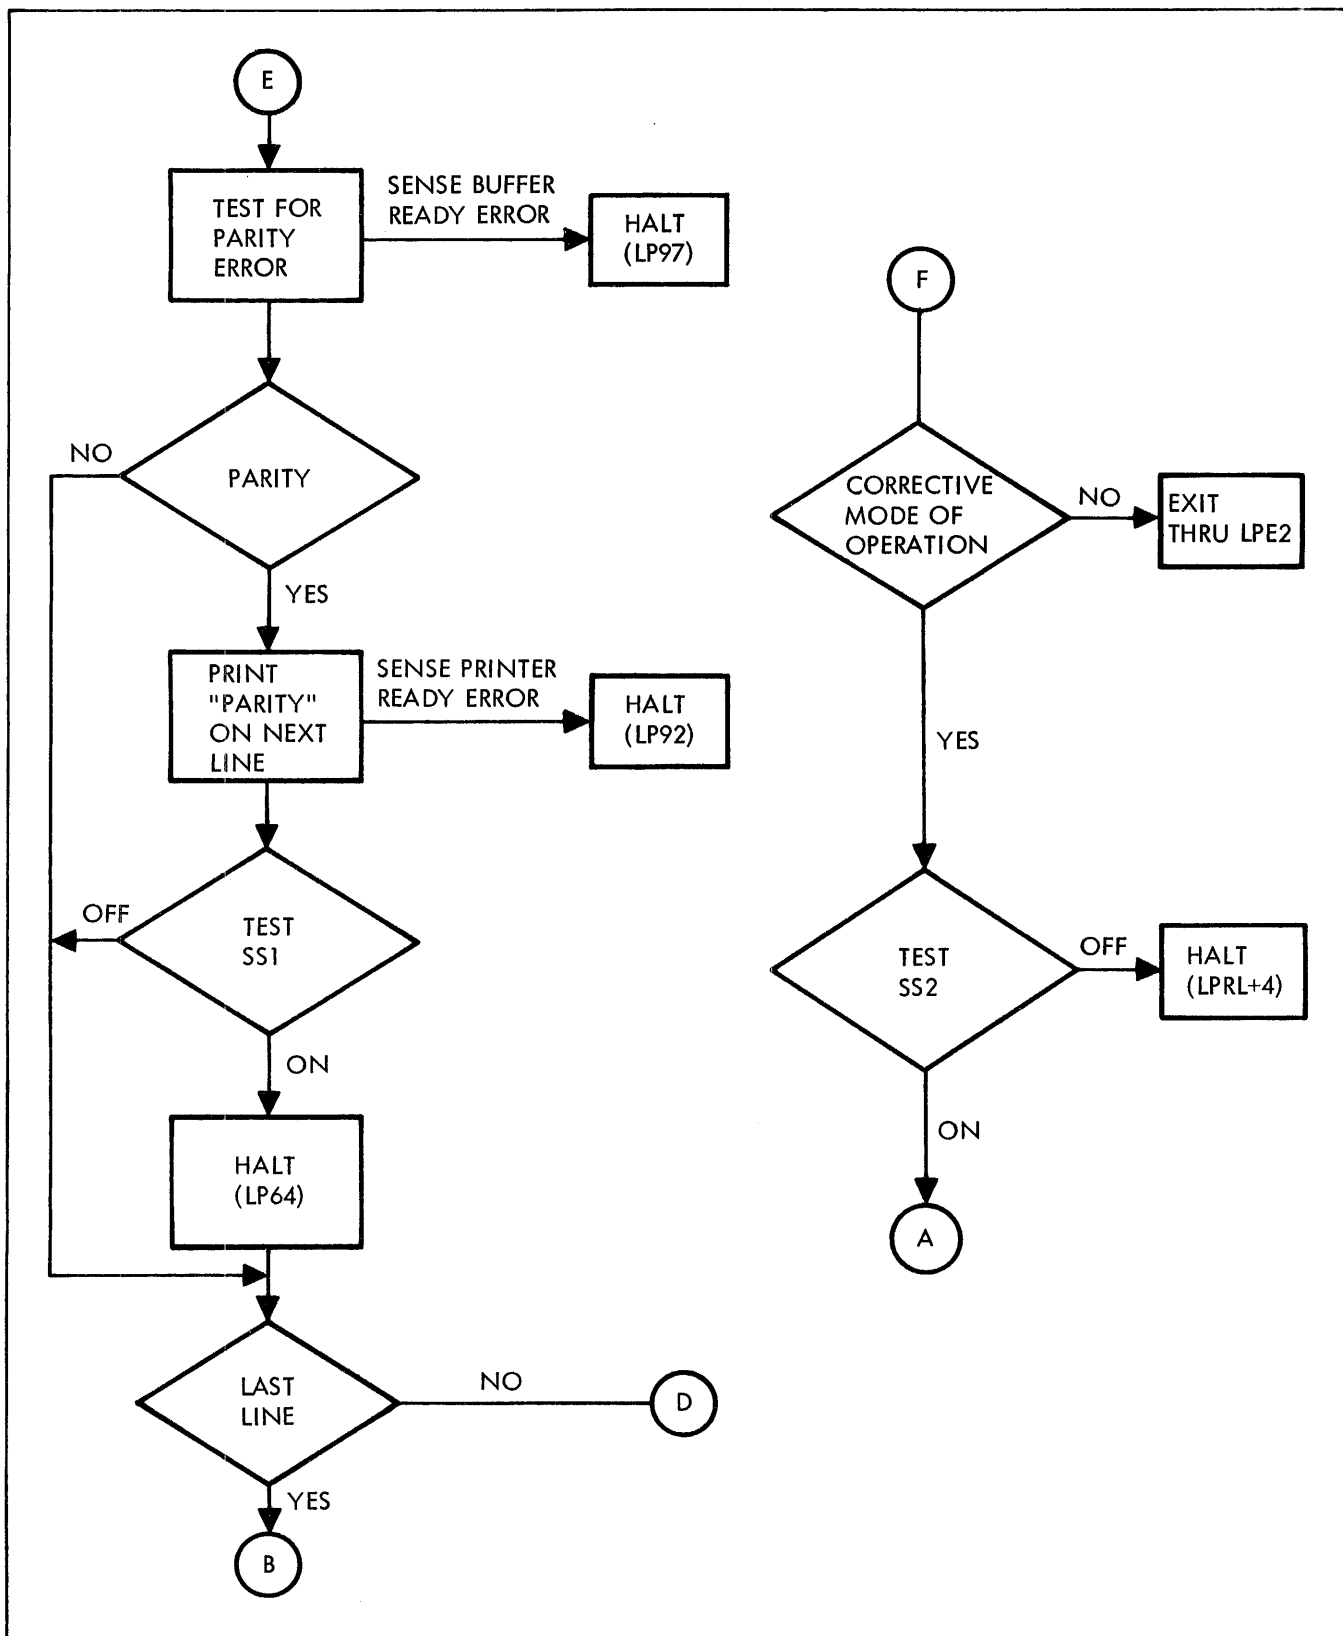 E
TEST FOR
PARITY
ERROR
SENSE BUFFER
READY ERROR
HALT
(LP97)
NO
PARITY
YES
PRINT
"PARITY"
ON NEXT
LINE
SENSE PRINTER
READY ERROR
HALT
(LP92)
OFF
TEST
SS1
ON
HALT
(LP64)
LAST
LINE
NO
D
YES
B
F
CORRECTIVE
MODE OF
OPERATION
NO
EXIT
THRU LPE2
YES
TEST
SS2
OFF
HALT
(LPRL+4)
ON
A